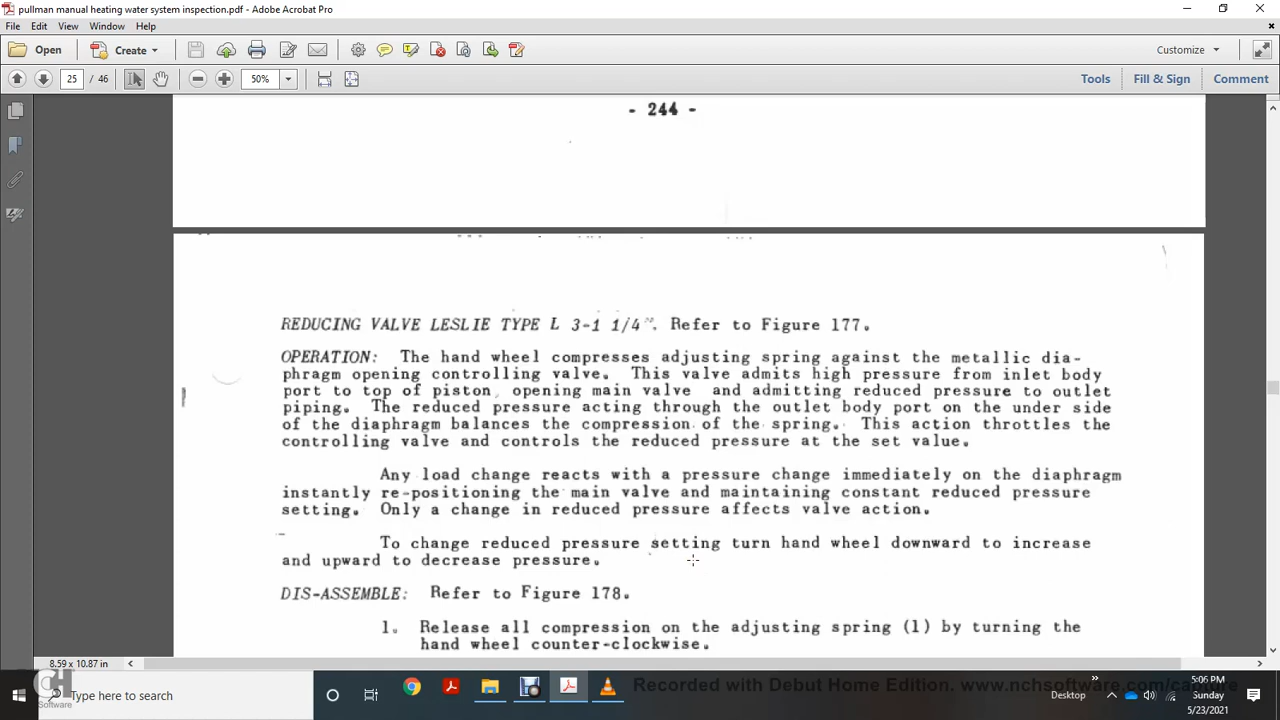 pullman manual heating water system inspection.pdf - Adobe Acrobat Pro
File Edit View Window Help
Open Create Customize
25 / 46 50% Tools Fill & Sign Comment
- 244 -
REDUCING VALVE LESLIE TYPE L 3-1 1/4". Refer to Figure 177.
OPERATION: The hand wheel compresses adjusting spring against the metallic dia-
phragm opening controlling valve. This valve admits high pressure from inlet body
port to top of piston, opening main valve and admitting reduced pressure to outlet
piping. The reduced pressure acting through the outlet body port on the under side
of the diaphragm balances the compression of the spring. This action throttles the
controlling valve and controls the reduced pressure at the set value.
Any load change reacts with a pressure change immediately on the diaphragm
instantly re-positioning the main valve and maintaining constant reduced pressure
setting. Only a change in reduced pressure affects valve action.
To change reduced pressure setting turn hand wheel downward to increase
and upward to decrease pressure.
DIS-ASSEMBLE: Refer to Figure 178.
1. Release all compression on the adjusting spring (1) by turning the
hand wheel counter-clockwise.
8.59 x 10.87 in
CH Software
Type here to search
Recorded with Debut Home Edition. www.nchsoftware.com/capture
Desktop
5:06 PM
Sunday
5/23/2021